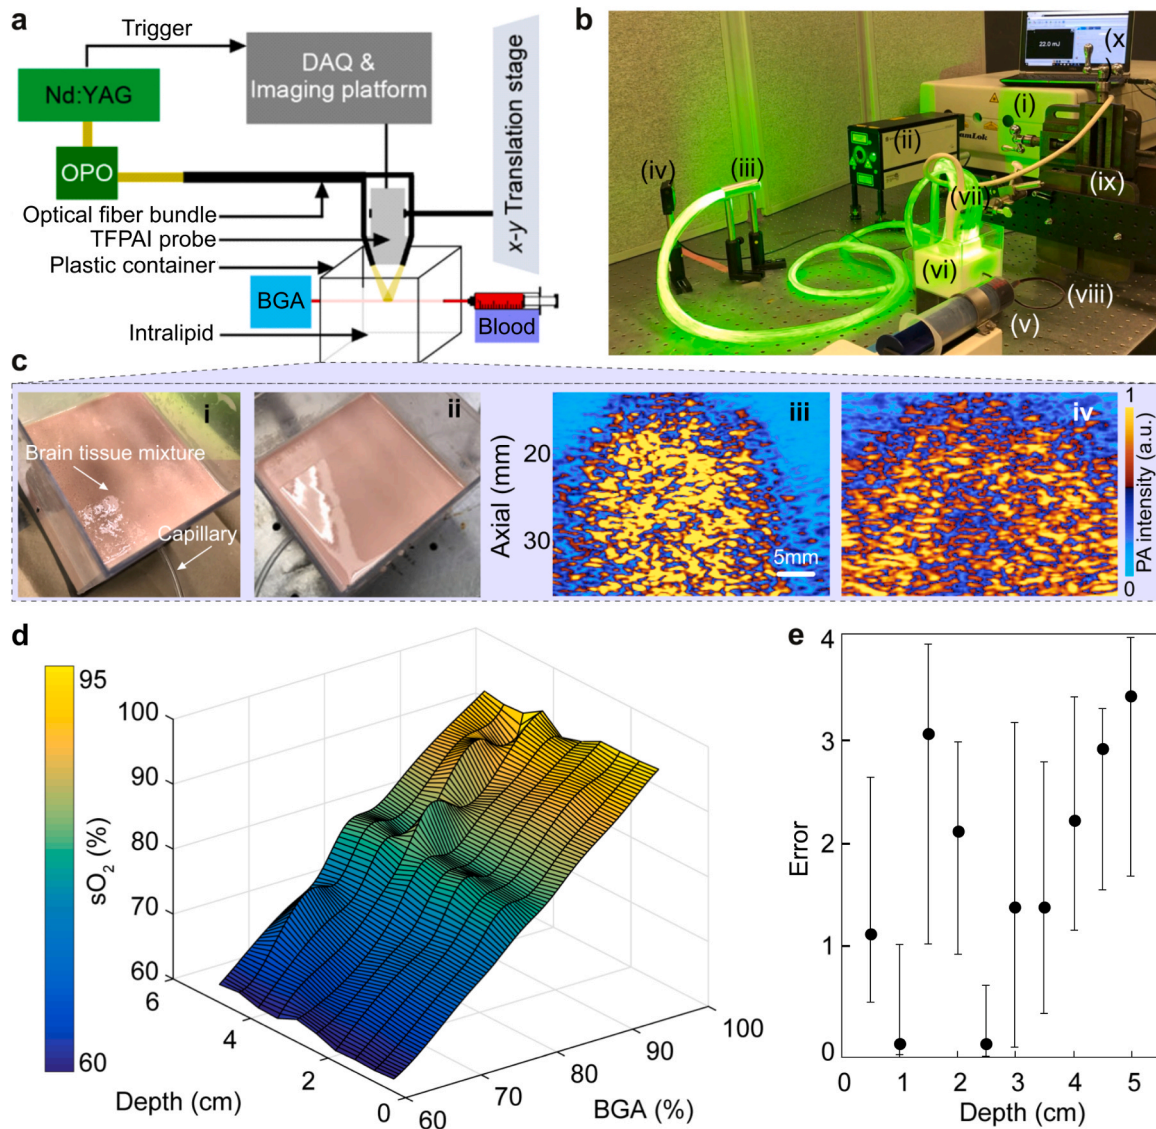 a
Trigger
Nd:YAG
DAQ &
Imaging platform
x-y Translation stage
OPO
Optical fiber bundle
TFPAI probe
Plastic container
BGA
Blood
Intralipid
b
22.0 mJ
(x)
(i)
(ii)
(iii)
(iv)
(vii)
(ix)
(vi)
(viii)
(v)
c
i
Brain tissue mixture
Capillary
ii
Axial (mm)
20
30
iii
5mm
iv
1
PA intensity (a.u.)
0
d
95
60
sO2 (%)
100
90
80
70
60
6
4
2
0
Depth (cm)
60
70
80
90
100
BGA (%)
e
4
3
2
1
0
Error
0
1
2
3
4
5
Depth (cm)